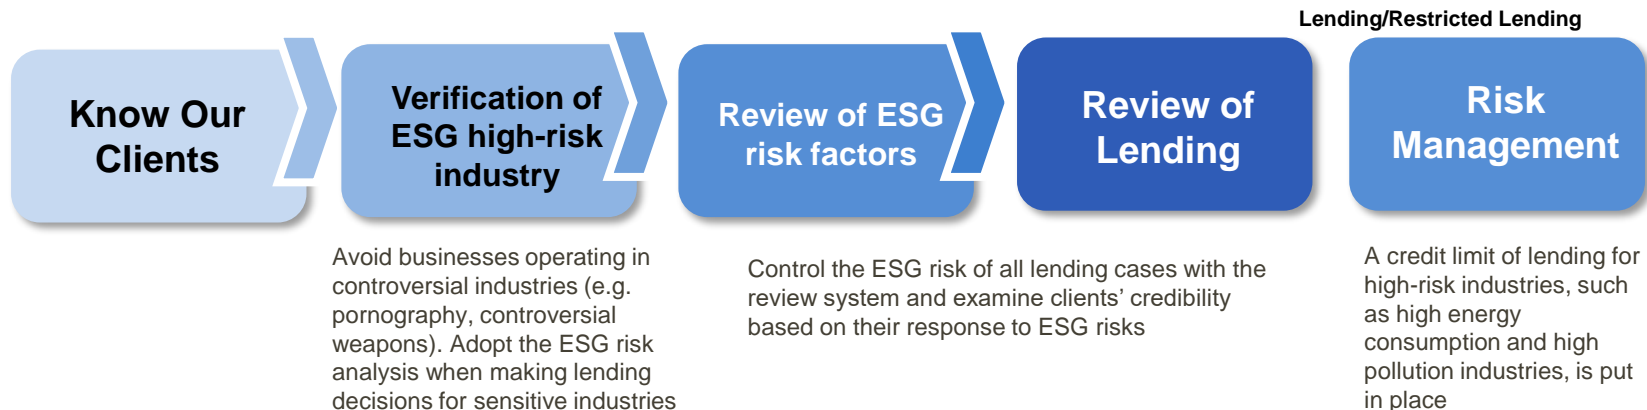 Lending/Restricted Lending
Know Our
Clients
Verification of
ESG high-risk
industry
Review of ESG
risk factors
Review of
Lending
Risk
Management
Avoid businesses operating in
controversial industries (e.g.
pornography, controversial
weapons). Adopt the ESG risk
analysis when making lending
decisions for sensitive industries
Control the ESG risk of all lending cases with the
review system and examine clients’ credibility
based on their response to ESG risks
A credit limit of lending for
high-risk industries, such
as high energy
consumption and high
pollution industries, is put
in place